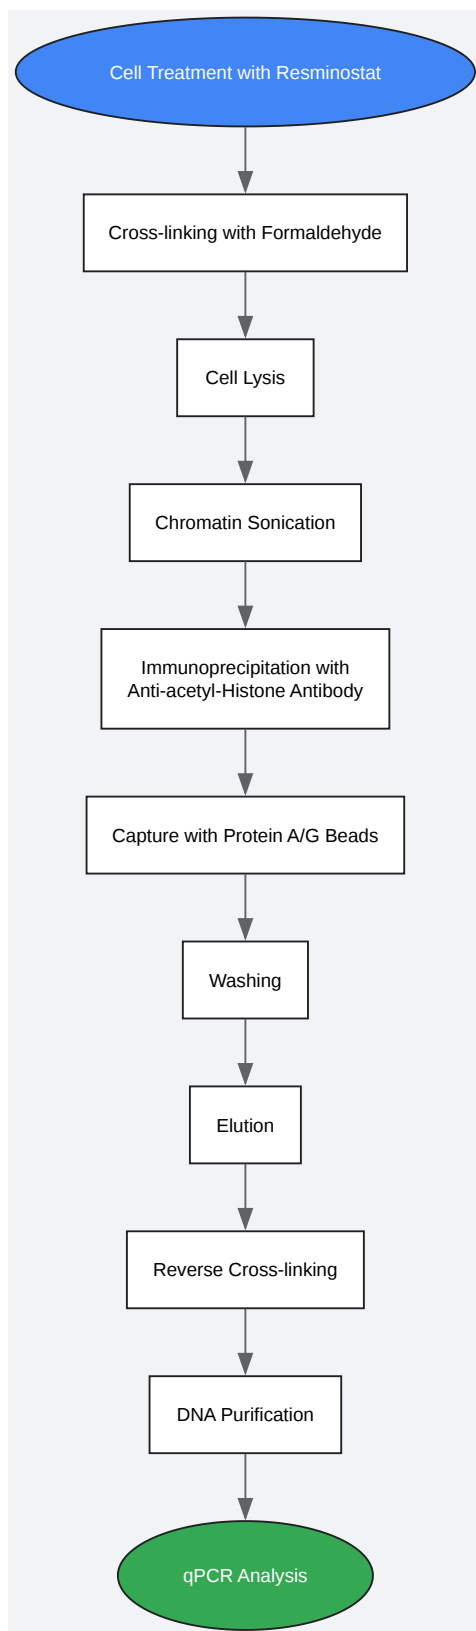 Cell Treatment with Resminostat
Cross-linking with Formaldehyde
Cell Lysis
Chromatin Sonication
Immunoprecipitation with
Anti-acetyl-Histone Antibody
Capture with Protein A/G Beads
Washing
Elution
Reverse Cross-linking
DNA Purification
qPCR Analysis